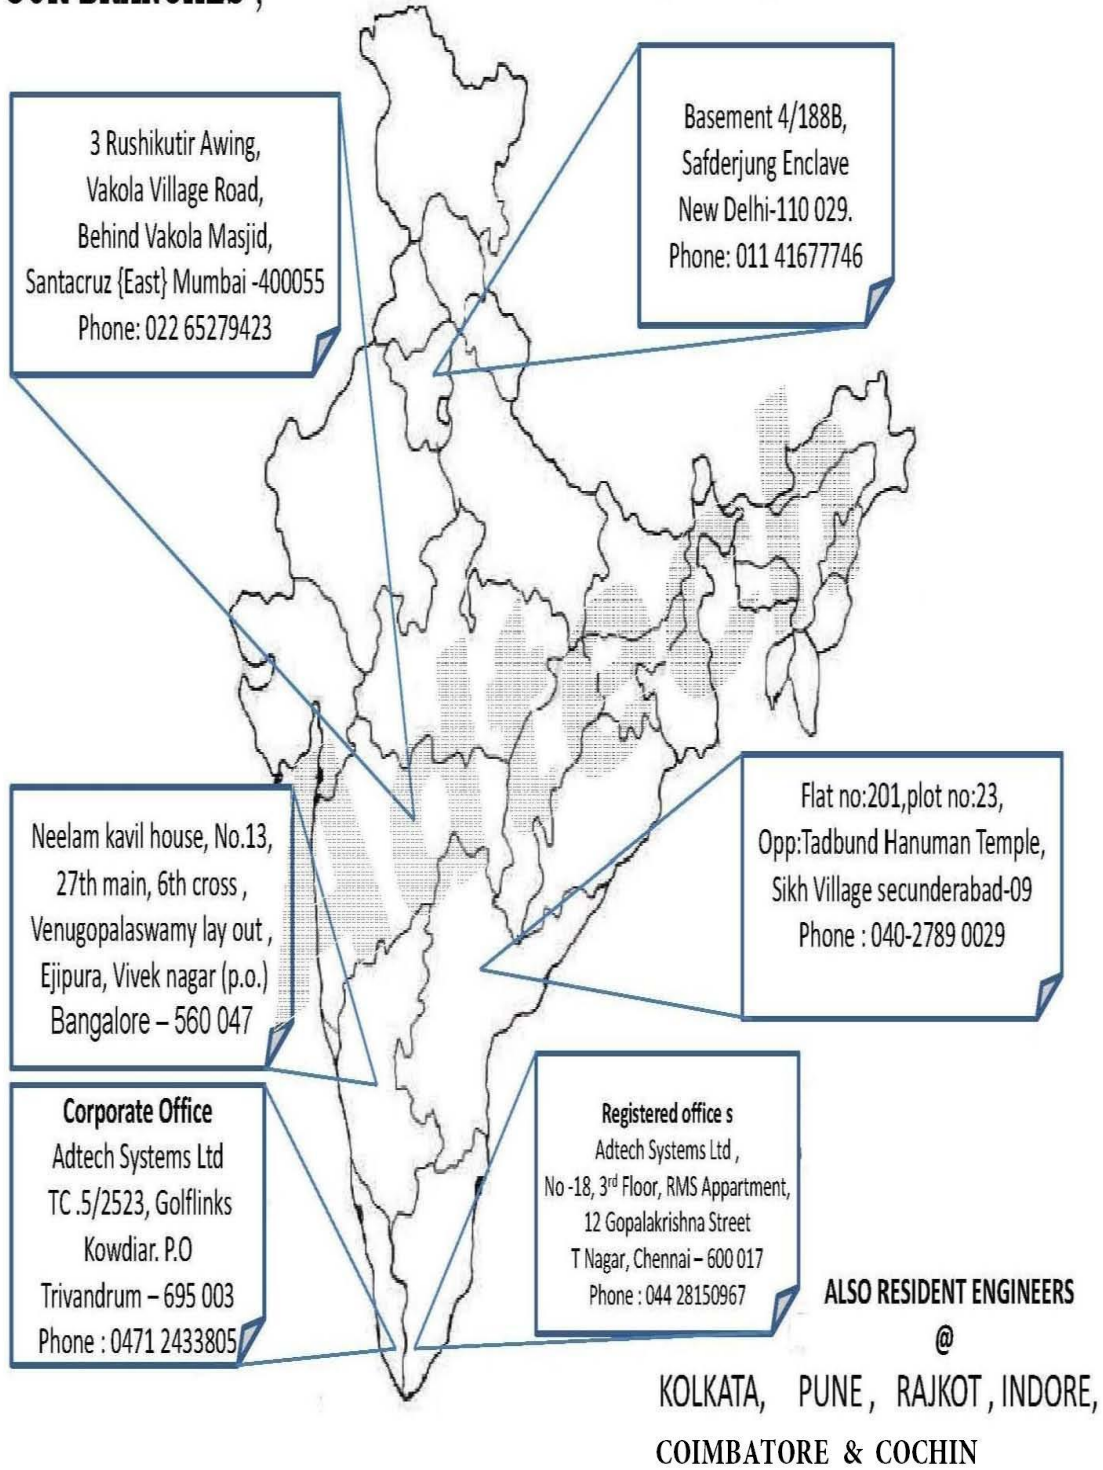 OUR BRANCHES ;
3 Rushikutir Awing,
Vakola Village Road,
Behind Vakola Masjid,
Santacruz {East} Mumbai -400055
Phone: 022 65279423
Basement 4/188B,
Safderjung Enclave
New Delhi-110 029.
Phone: 011 41677746
Neelam kavil house, No.13,
27th main, 6th cross ,
Venugopalaswamy lay out ,
Ejipura, Vivek nagar (p.o.)
Bangalore – 560 047
Flat no:201,plot no:23,
Opp:Tadbund Hanuman Temple,
Sikh Village secunderabad-09
Phone : 040-2789 0029
Corporate Office
Adtech Systems Ltd
TC .5/2523, Golflinks
Kowdiar. P.O
Trivandrum – 695 003
Phone : 0471 2433805
Registered office s
Adtech Systems Ltd ,
No -18, 3rd Floor, RMS Appartment,
12 Gopalakrishna Street
T Nagar, Chennai – 600 017
Phone : 044 28150967
ALSO RESIDENT ENGINEERS
@
KOLKATA, PUNE , RAJKOT , INDORE,
COIMBATORE & COCHIN